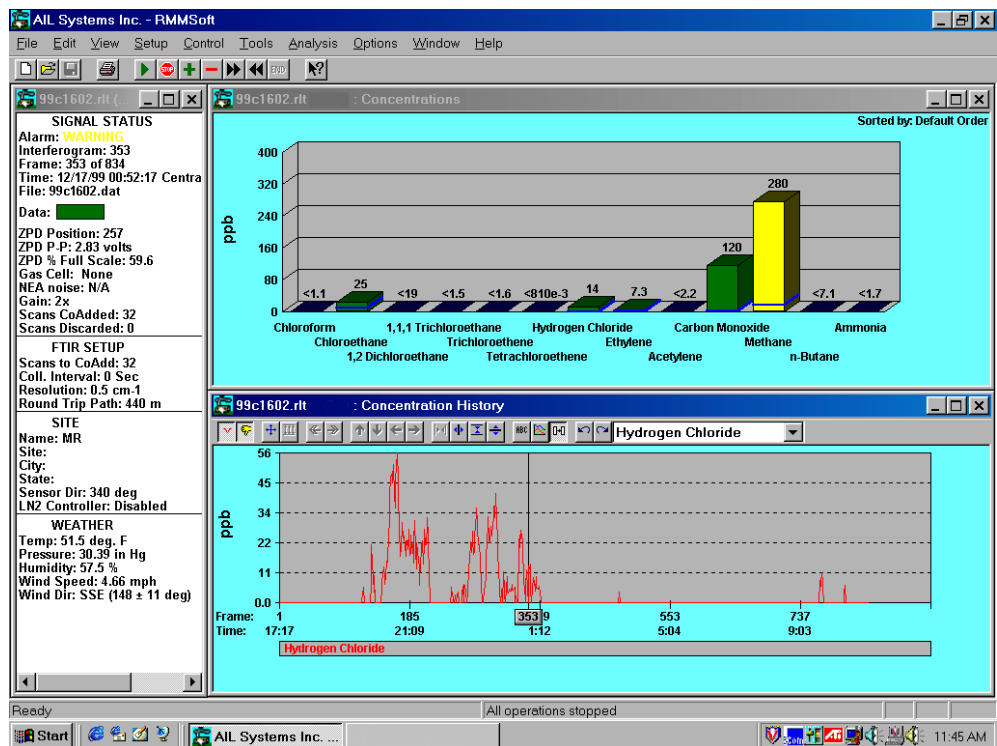 AIL Systems Inc. - RMMSoft
File Edit View Setup Control Tools Analysis Options Window Help
STOP END
99c1602.rlt (...
SIGNAL STATUS
Alarm: WARNING
Interferogram: 353
Frame: 353 of 834
Time: 12/17/99 00:52:17 Centra
File: 99c1602.dat
Data:
ZPD Position: 257
ZPD P-P: 2.83 volts
ZPD % Full Scale: 59.6
Gas Cell: None
NEA noise: N/A
Gain: 2x
Scans CoAdded: 32
Scans Discarded: 0
FTIR SETUP
Scans to CoAdd: 32
Coll. Interval: 0 Sec
Resolution: 0.5 cm-1
Round Trip Path: 440 m
SITE
Name: MR
Site:
City:
State:
Sensor Dir: 340 deg
LN2 Controller: Disabled
WEATHER
Temp: 51.5 deg. F
Pressure: 30.39 in Hg
Humidity: 57.5 %
Wind Speed: 4.66 mph
Wind Dir: SSE (148 ± 11 deg)
99c1602.rlt : Concentrations
Sorted by: Default Order
ppb
400
320
240
160
80
0
<1.1 25 <19 <1.5 <1.6 <810e-3 14 7.3 <2.2 120 280 <7.1 <1.7
Chloroform 1,1,1 Trichloroethane Hydrogen Chloride Carbon Monoxide Ammonia
Chloroethane Trichloroethene Ethylene Methane
1,2 Dichloroethane Tetrachloroethene Acetylene n-Butane
99c1602.rlt : Concentration History
ABC Hydrogen Chloride
ppb
56
45
34
22
11
0.0
Frame: 1 185 353 9 553 737
Time: 17:17 21:09 1:12 5:04 9:03
Hydrogen Chloride
Ready All operations stopped
Start AIL Systems Inc. ... 11:45 AM